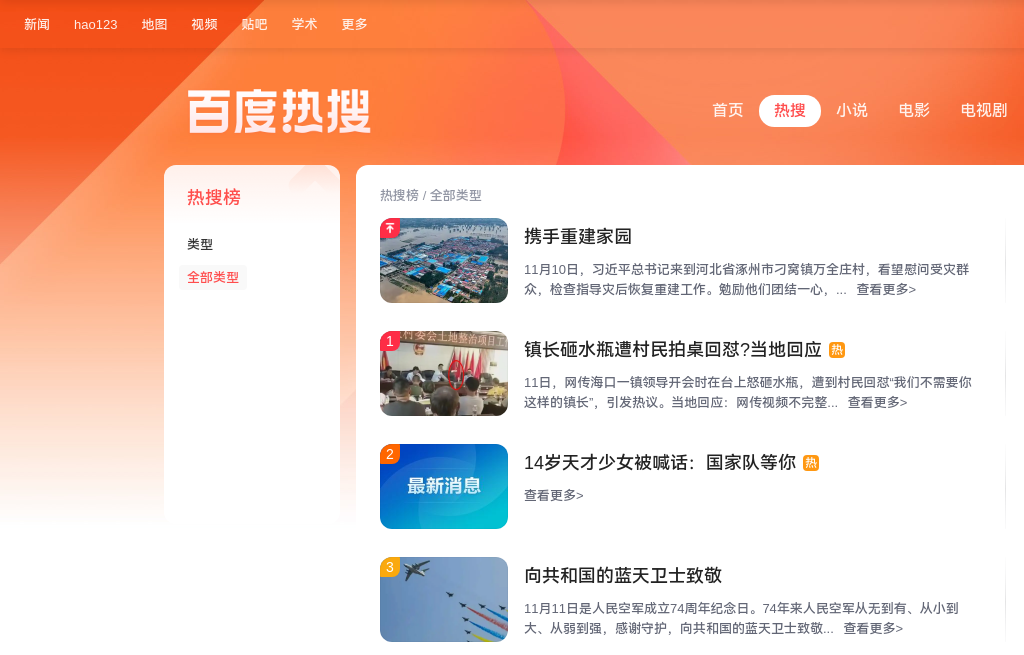 新闻 hao123 地图 视频 贴吧 学术 更多
百度热搜
首页 热搜 小说 电影 电视剧
热搜榜
类型
全部类型
热搜榜 / 全部类型
携手重建家园
11月10日，习近平总书记来到河北省涿州市刁窝镇万全庄村，看望慰问受灾群
众，检查指导灾后恢复重建工作。勉励他们团结一心，... 查看更多>
1
镇长砸水瓶遭村民拍桌回怼?当地回应 热
11日，网传海口一镇领导开会时在台上怒砸水瓶，遭到村民回怼“我们不需要你
这样的镇长”，引发热议。当地回应：网传视频不完整... 查看更多>
2
最新消息
14岁天才少女被喊话：国家队等你 热
查看更多>
3
向共和国的蓝天卫士致敬
11月11日是人民空军成立74周年纪念日。74年来人民空军从无到有、从小到
大、从弱到强，感谢守护，向共和国的蓝天卫士致敬... 查看更多>